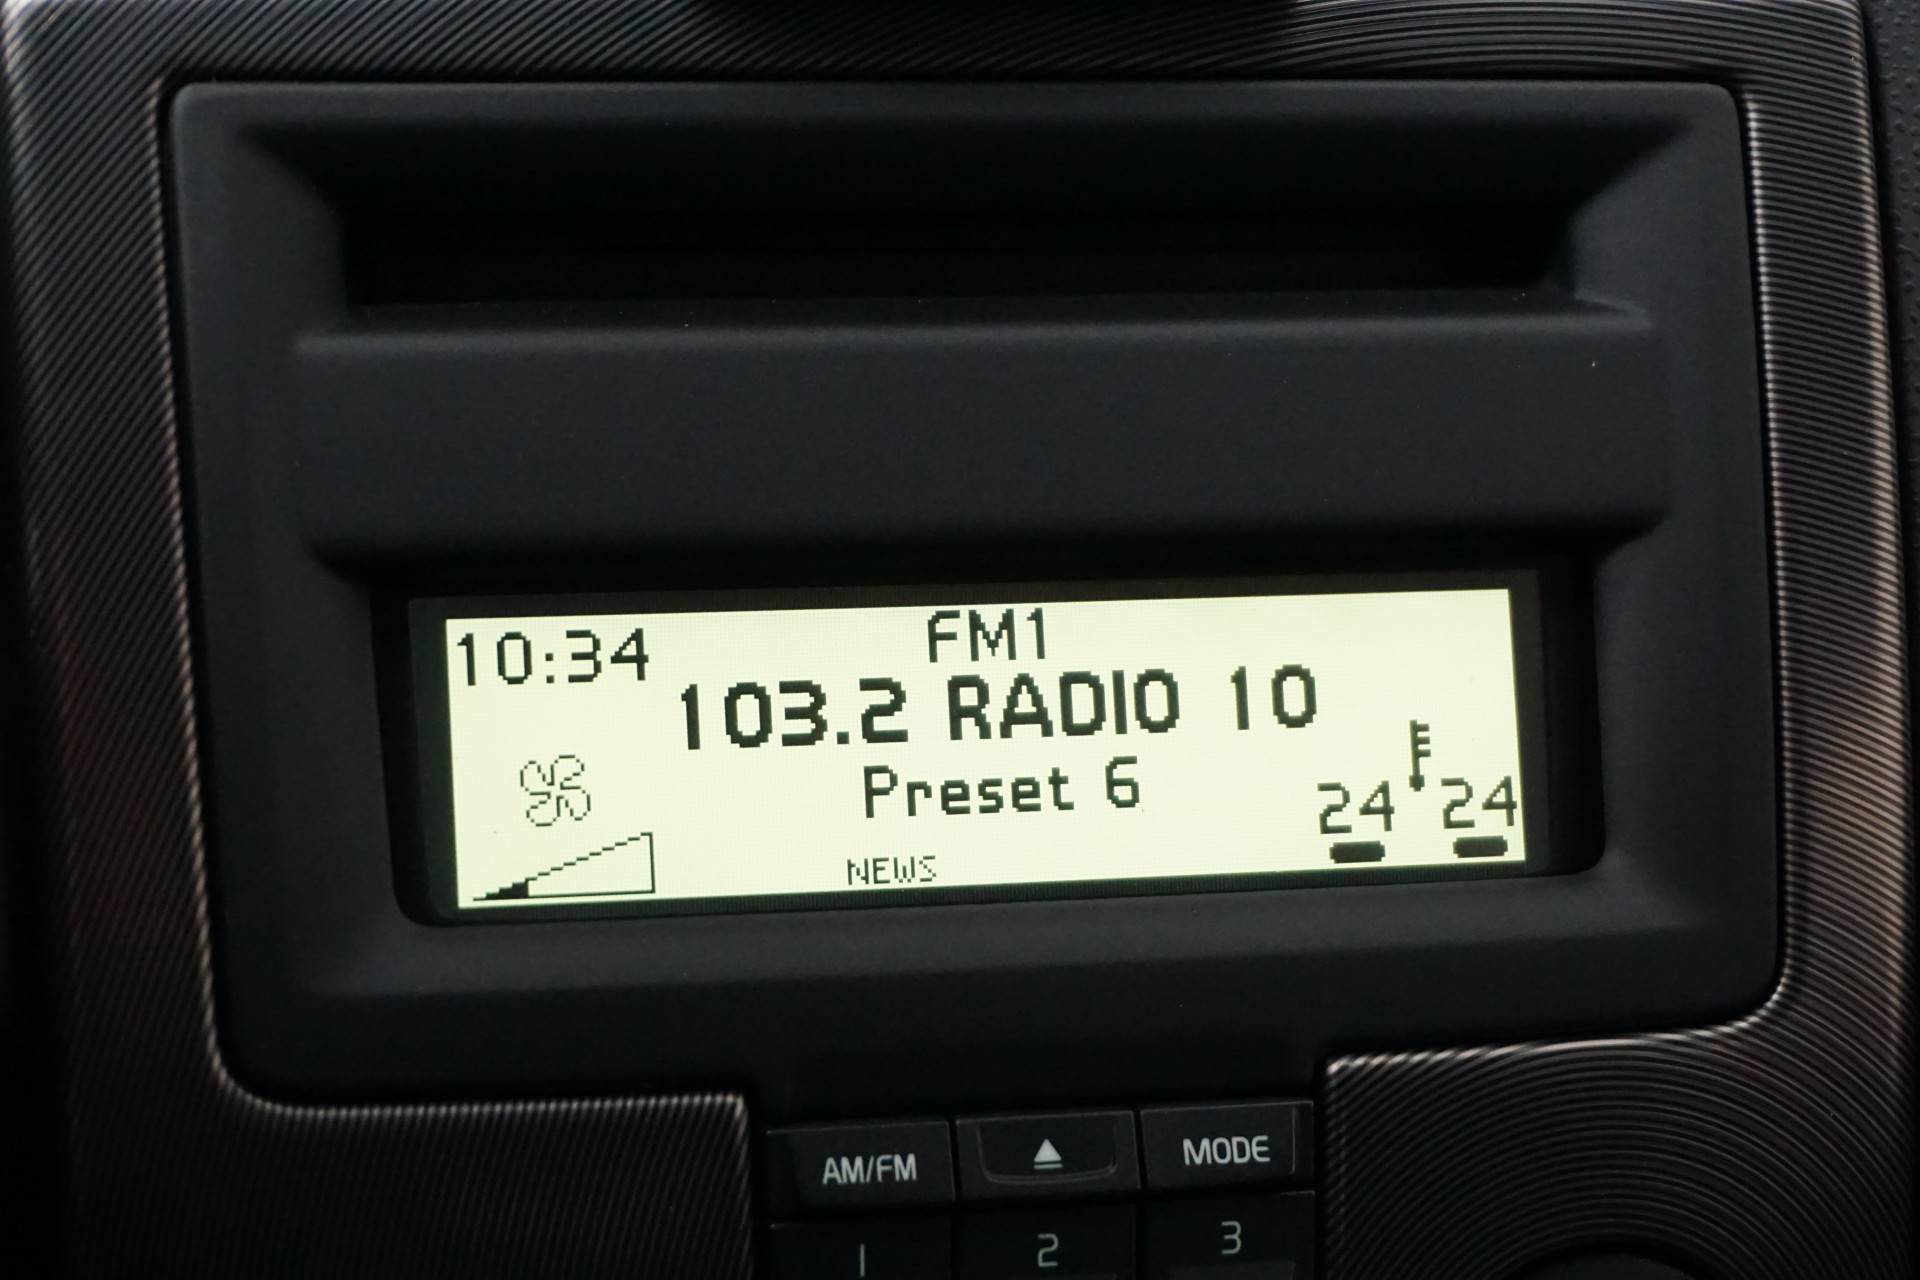 10:34
FM1
103.2 RADIO 10
Preset 6
24 24
NEWS
AM/FM MODE
1 2 3